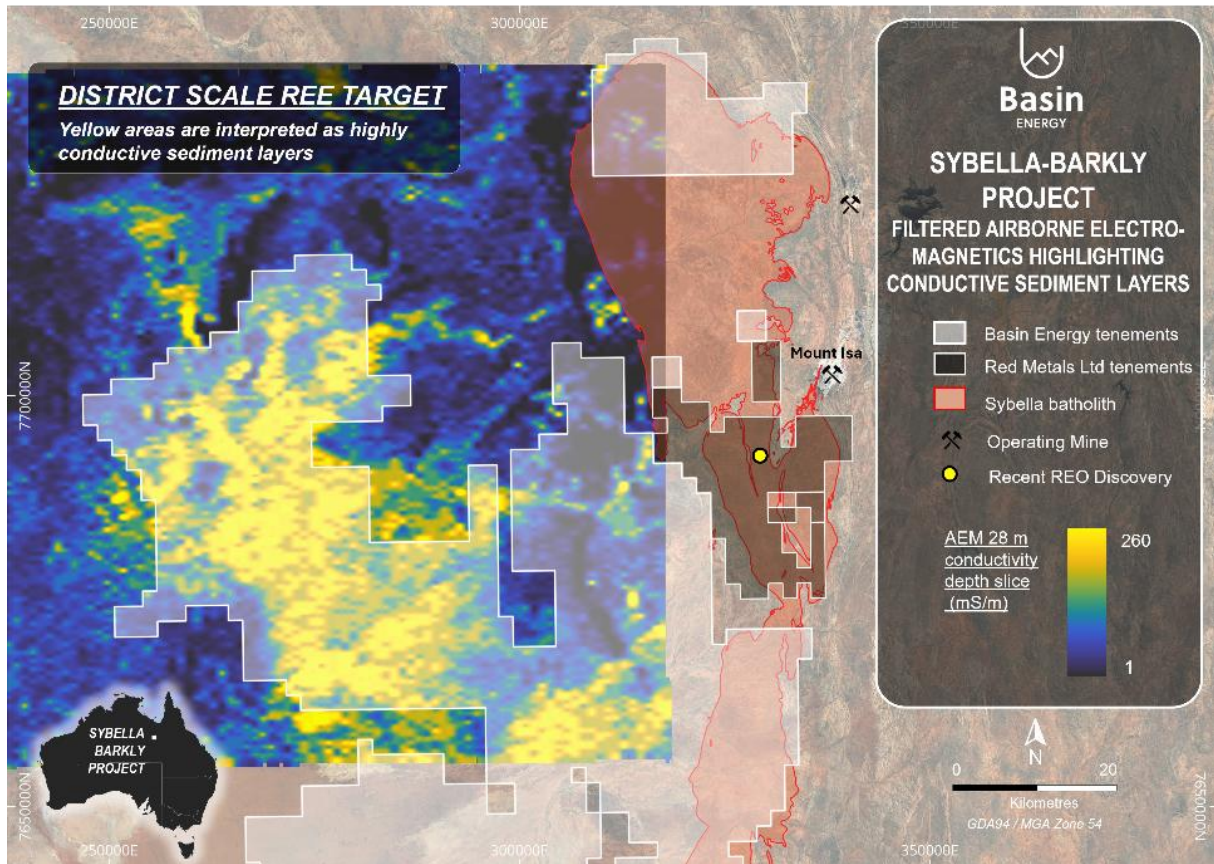 250000E
300000E
350000E
DISTRICT SCALE REE TARGET
Yellow areas are interpreted as highly
conductive sediment layers
Basin
ENERGY
SYBELLA-BARKLY
PROJECT
FILTERED AIRBORNE ELECTRO-
MAGNETICS HIGHLIGHTING
CONDUCTIVE SEDIMENT LAYERS
Basin Energy tenements
Red Metals Ltd tenements
Sybella batholith
Operating Mine
Recent REO Discovery
AEM 28 m
conductivity
depth slice
(mS/m)
260
1
Mount Isa
7700000N
SYBELLA
BARKLY
PROJECT
N
0 20
Kilometres
GDA94 / MGA Zone 54
7650000N
7650000N
250000E
300000E
350000E